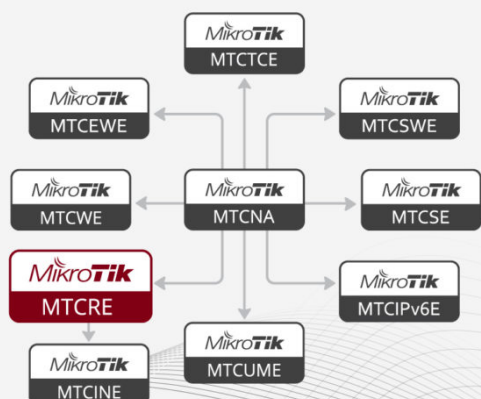 MikroTik
MTCTCE
MikroTik
MTCEWE
MikroTik
MTCSWE
MikroTik
MTCWE
MikroTik
MTCNA
MikroTik
MTCSE
MikroTik
MTCRE
MikroTik
MTCIPv6E
MikroTik
MTCUME
MikroTik
MTCINE